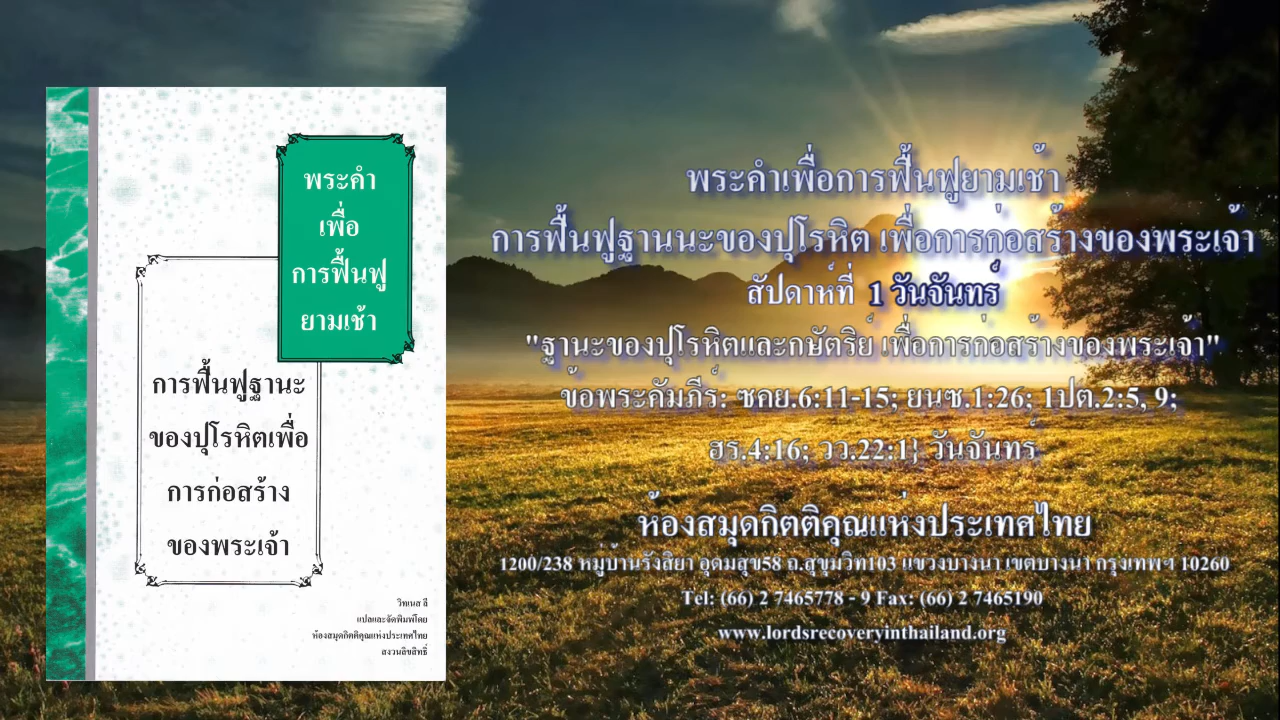 พระคำ
เพื่อ
การฟื้นฟู
ยามเช้า
การฟื้นฟูฐานะ
ของปุโรหิตเพื่อ
การก่อสร้าง
ของพระเจ้า
วิทเนส ลี
แปลและจัดพิมพ์โดย
ห้องสมุดกิตติคุณแห่งประเทศไทย
สงวนลิขสิทธิ์
พระคำเพื่อการฟื้นฟูยามเช้า
การฟื้นฟูฐานนะของปุโรหิต เพื่อการก่อสร้างของพระเจ้า
สัปดาห์ที่ 1 วันจันทร์
"ฐานะของปุโรหิตและกษัตริย์ เพื่อการก่อสร้างของพระเจ้า"
ข้อพระคัมภีร์: ซคย.6:11-15; ยนซ.1:26; 1ปต.2:5, 9;
ฮร.4:16; วว.22:1} วันจันทร์
ห้องสมุดกิตติคุณแห่งประเทศไทย
1200/238 หมู่บ้านรังสิยา อุดมสุข58 ถ.สุขุมวิท103 แขวงบางนา เขตบางนา กรุงเทพฯ 10260
Tel: (66) 2 7465778 - 9 Fax: (66) 2 7465190
www.lordsrecoveryinthailand.org